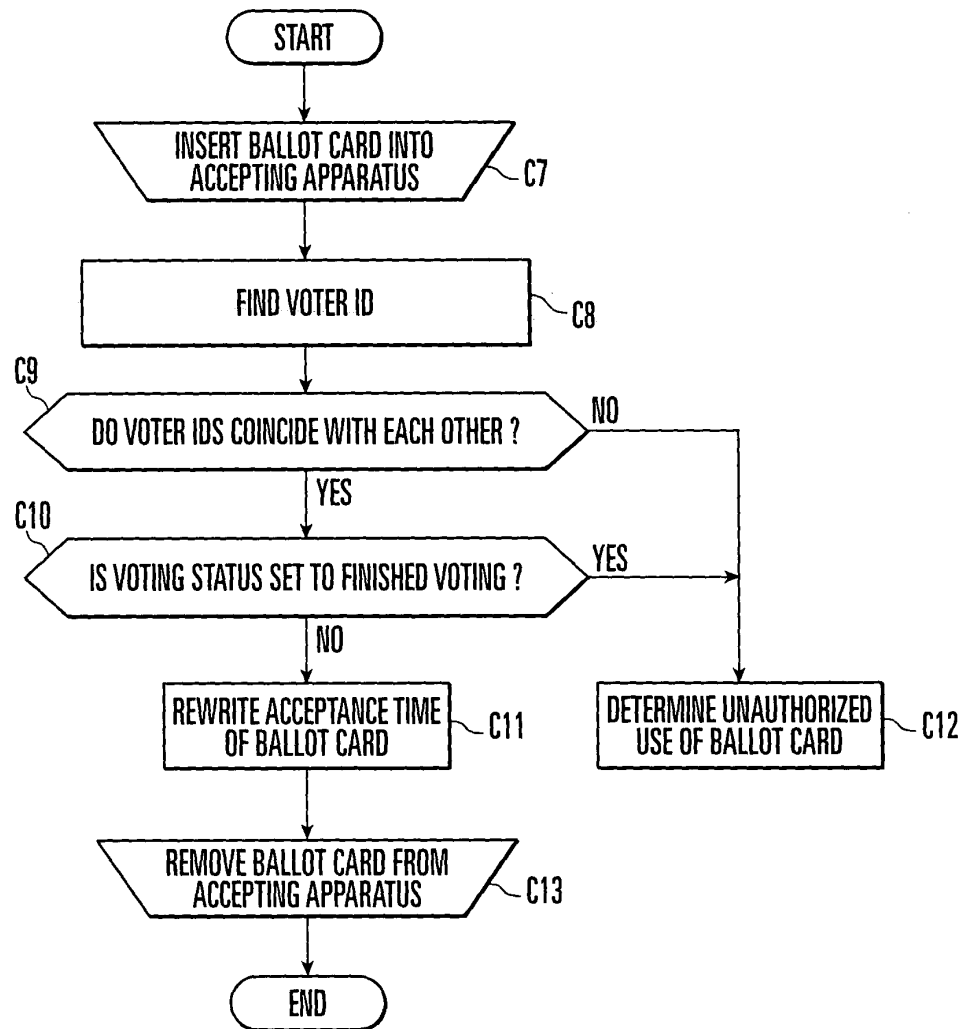 START
INSERT BALLOT CARD INTO
ACCEPTING APPARATUS
C7
FIND VOTER ID
C8
C9
DO VOTER IDS COINCIDE WITH EACH OTHER ?
NO
YES
C10
IS VOTING STATUS SET TO FINISHED VOTING ?
YES
NO
REWRITE ACCEPTANCE TIME
OF BALLOT CARD
C11
DETERMINE UNAUTHORIZED
USE OF BALLOT CARD
C12
REMOVE BALLOT CARD FROM
ACCEPTING APPARATUS
C13
END